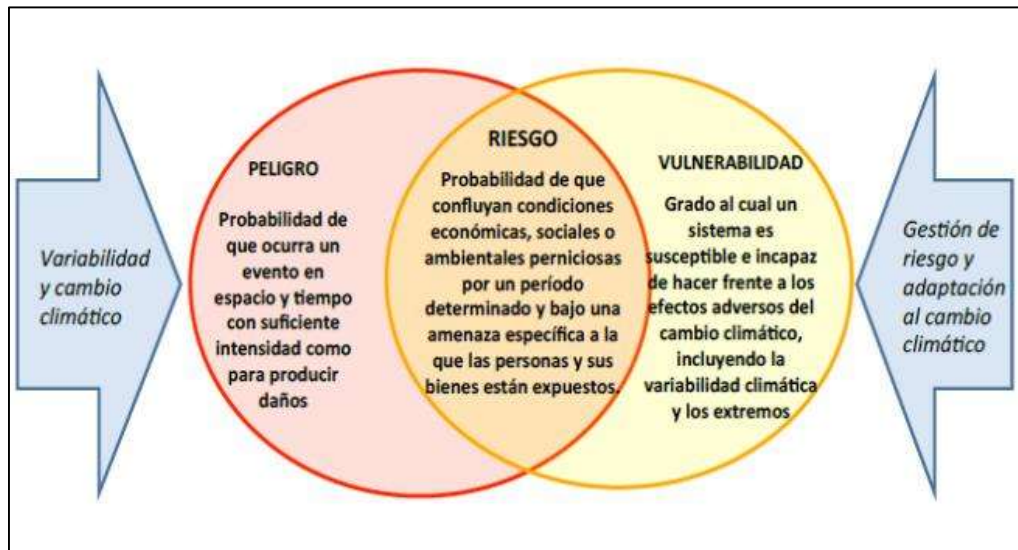 Variabilidad
y cambio
climático
PELIGRO
Probabilidad de
que ocurra un
evento en
espacio y tiempo
con suficiente
intensidad como
para producir
daños
RIESGO
Probabilidad de que
confluyan condiciones
económicas, sociales o
ambientales perniciosas
por un período
determinado y bajo una
amenaza específica a la
que las personas y sus
bienes están expuestos.
VULNERABILIDAD
Grado al cual un
sistema es
susceptible e incapaz
de hacer frente a los
efectos adversos del
cambio climático,
incluyendo la
variabilidad climática
y los extremos
Gestión de
riesgo y
adaptación
al cambio
climático